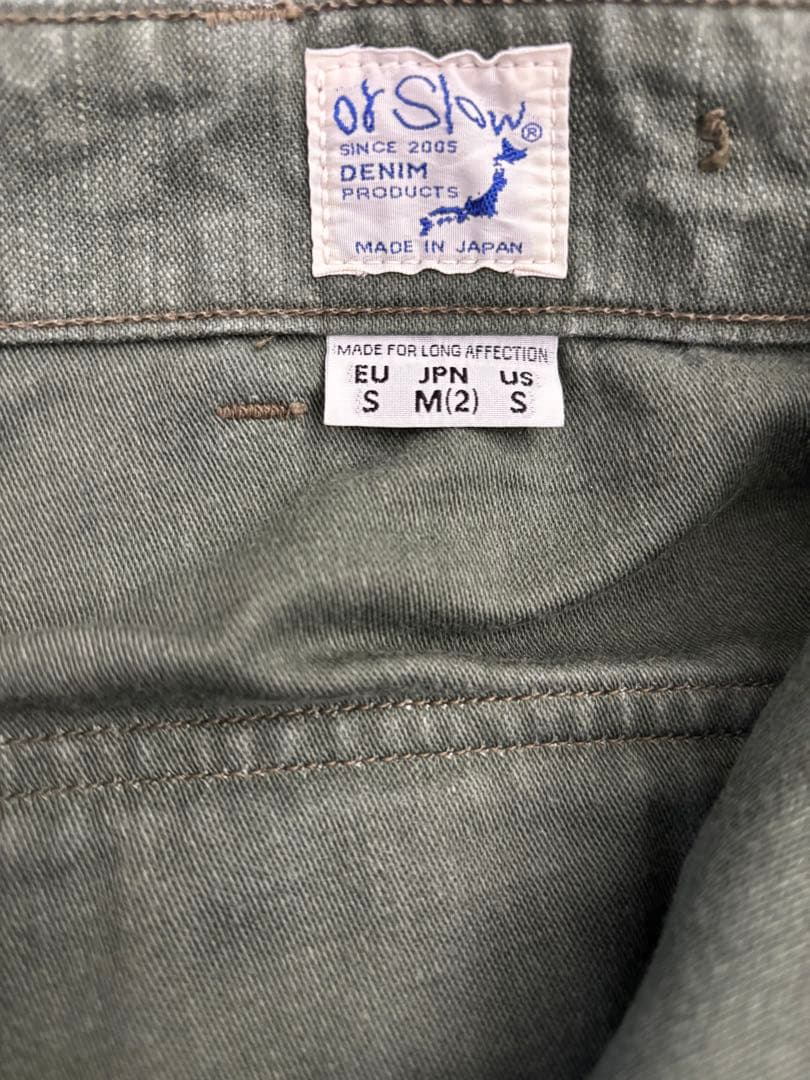 or Slow®
SINCE 2005
DENIM
PRODUCTS
MADE IN JAPAN
MADE FOR LONG AFFECTION
EU JPN US
S M(2) S